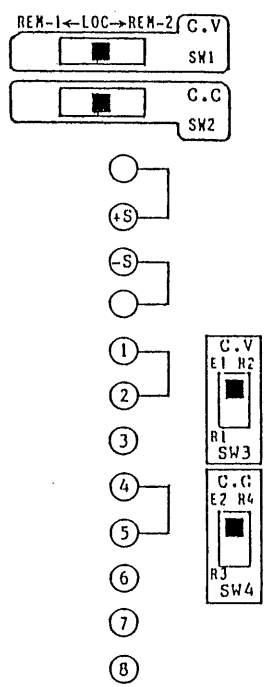 REM-1←LOC→REM-2
C.V
SW1
C.C
SW2
+S
-S
1
2
3
4
5
6
7
8
C.V
E1 R2
R1
SW3
C.C
E2 R4
R3
SW4